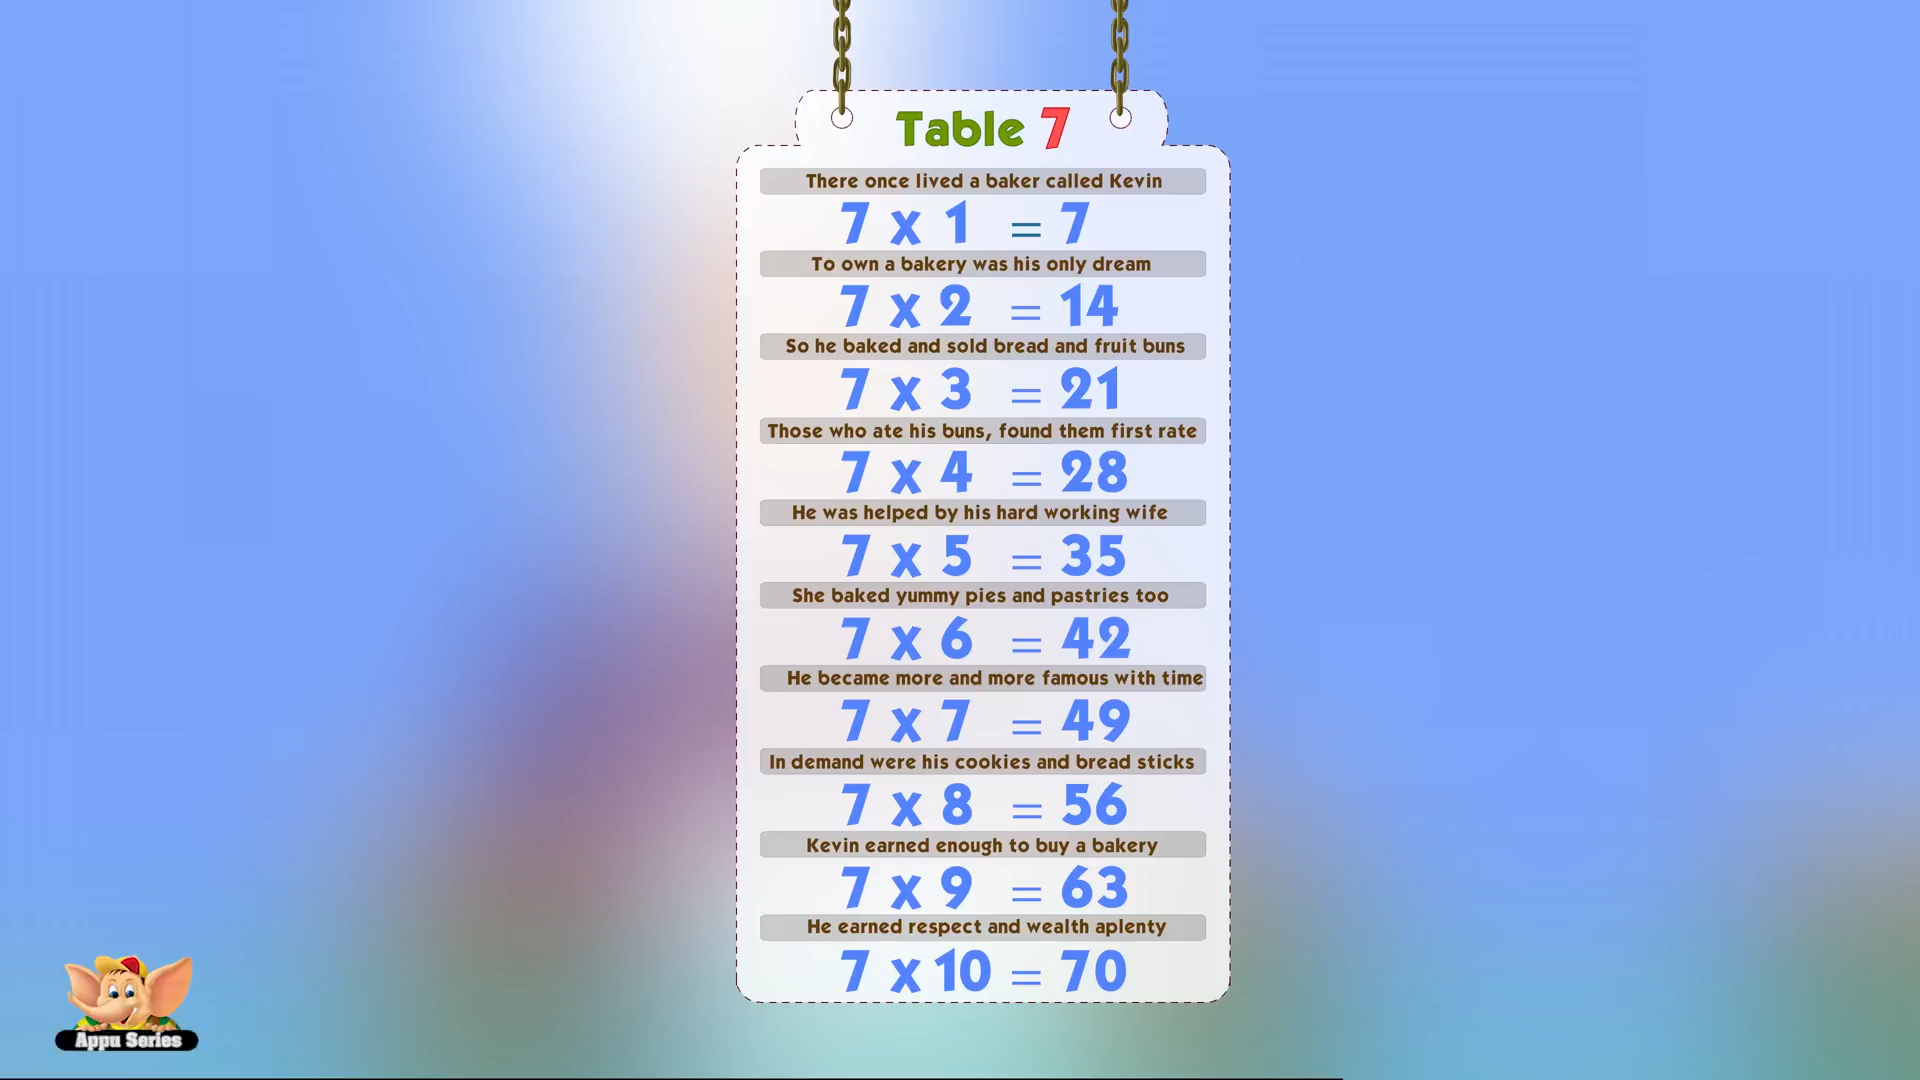 Table 7
There once lived a baker called Kevin
7 x 1 = 7
To own a bakery was his only dream
7 x 2 = 14
So he baked and sold bread and fruit buns
7 x 3 = 21
Those who ate his buns, found them first rate
7 x 4 = 28
He was helped by his hard working wife
7 x 5 = 35
She baked yummy pies and pastries too
7 x 6 = 42
He became more and more famous with time
7 x 7 = 49
In demand were his cookies and bread sticks
7 x 8 = 56
Kevin earned enough to buy a bakery
7 x 9 = 63
He earned respect and wealth aplenty
7 x 10 = 70
Appu Series